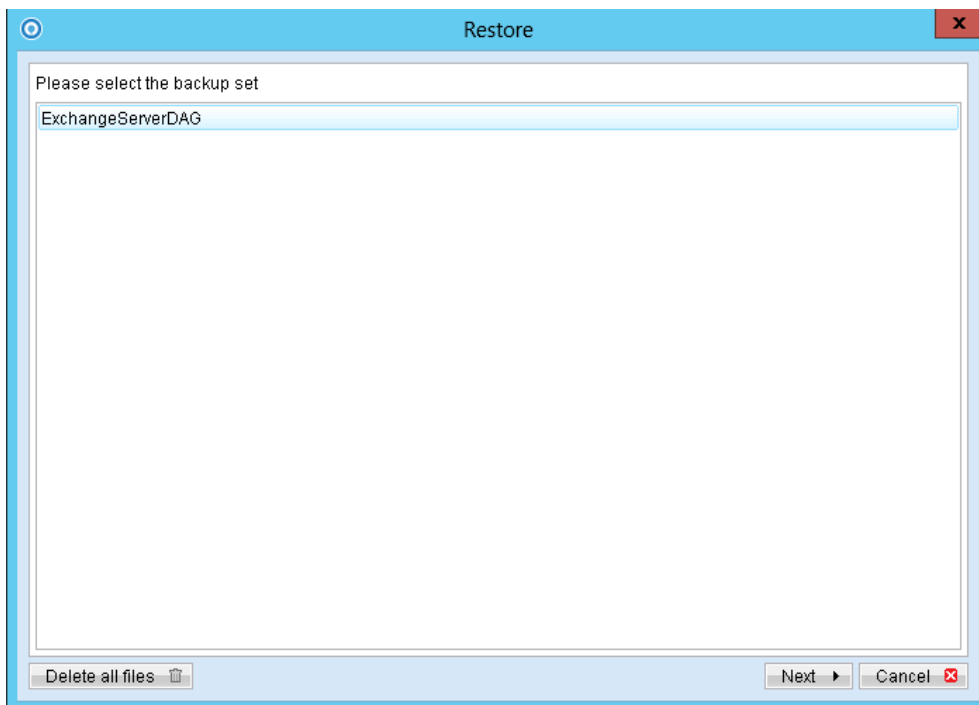 Restore
Please select the backup set
ExchangeServerDAG
Delete all files
Next
Cancel